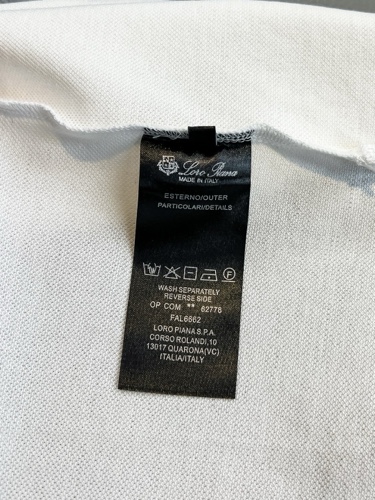 Loro Piana
MADE IN ITALY
ESTERNO/OUTER
PARTICOLARI/DETAILS
WASH SEPARATELY
REVERSE SIDE
OP COM ** 62776
FAL6662
LORO PIANA S.P.A.
CORSO ROLANDI,10
13017 QUARONA(VC)
ITALIA/ITALY